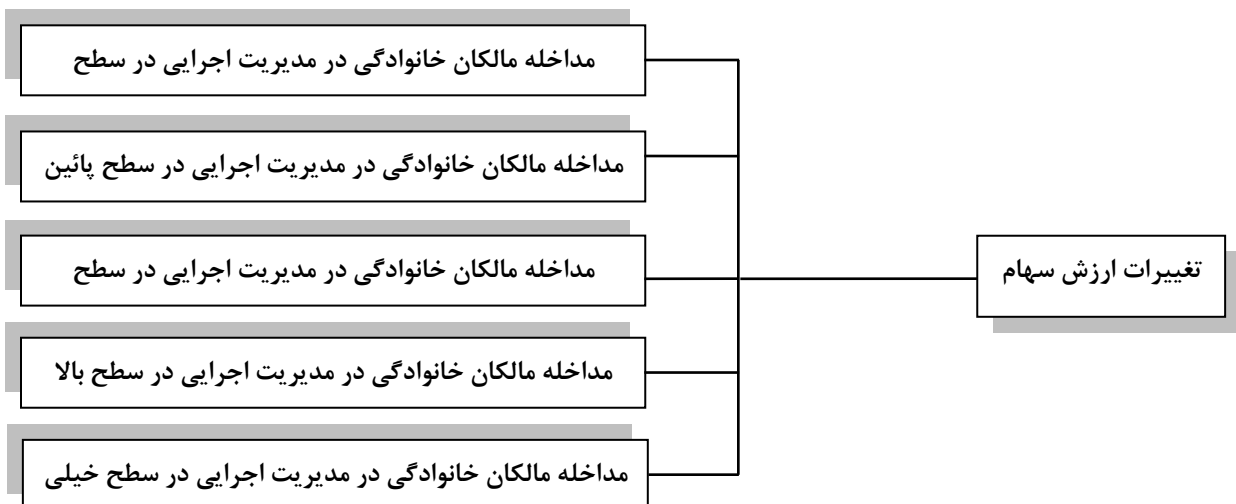 مداخله مالکان خانوادگی در مدیریت اجرایی در سطح
مداخله مالکان خانوادگی در مدیریت اجرایی در سطح پائین
مداخله مالکان خانوادگی در مدیریت اجرایی در سطح
تغییرات ارزش سهام
مداخله مالکان خانوادگی در مدیریت اجرایی در سطح بالا
مداخله مالکان خانوادگی در مدیریت اجرایی در سطح خیلی